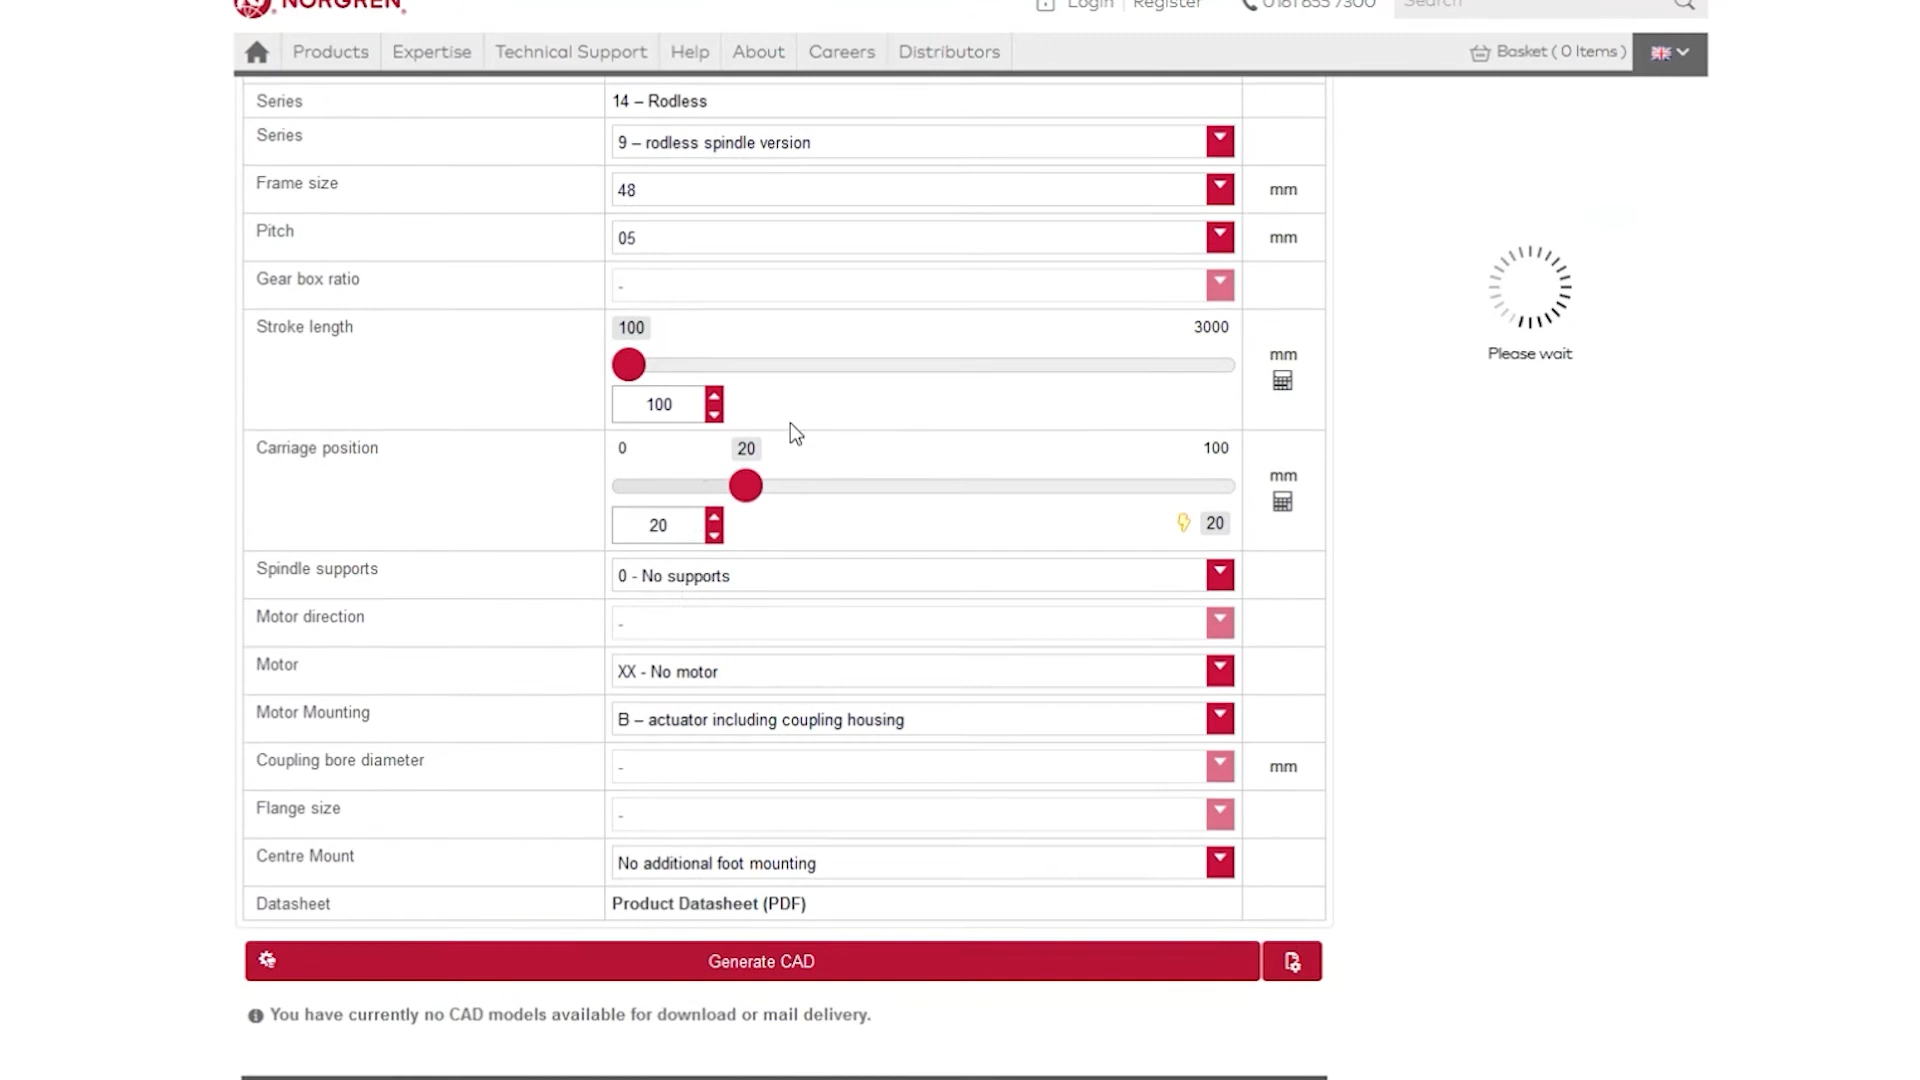 NORGREN
Login Register 0181 655 7300 Search
Products Expertise Technical Support Help About Careers Distributors Basket ( 0 Items )
Series 14 – Rodless
Series 9 – rodless spindle version
Frame size 48 mm
Pitch 05 mm
Gear box ratio -
Stroke length 100 3000
mm
100
Carriage position 0 20 100
mm
20 20
Spindle supports 0 - No supports
Motor direction -
Motor XX - No motor
Motor Mounting B – actuator including coupling housing
Coupling bore diameter - mm
Flange size -
Centre Mount No additional foot mounting
Datasheet Product Datasheet (PDF)
Generate CAD
You have currently no CAD models available for download or mail delivery.
Please wait